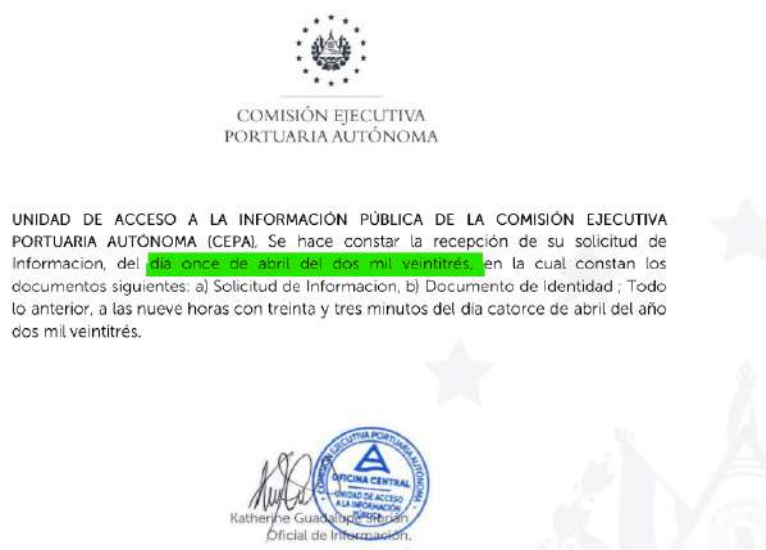 COMISIÓN EJECUTIVA
PORTUARIA AUTÓNOMA
UNIDAD DE ACCESO A LA INFORMACIÓN PÚBLICA DE LA COMISIÓN EJECUTIVA
PORTUARIA AUTÓNOMA (CEPA), Se hace constar la recepción de su solicitud de
Informacion, del día once de abril del dos mil veintitrés, en la cual constan los
documentos siguientes: a) Solicitud de Informacion, b) Documento de Identidad ; Todo
lo anterior, a las nueve horas con treinta y tres minutos del día catorce de abril del año
dos mil veintitrés.
COMISIÓN EJECUTIVA PORTUARIA AUTÓNOMA
OFICINA CENTRAL
UNIDAD DE ACCESO
A LA INFORMACIÓN
PÚBLICA
Katherine Guadalupe
Oficial de Información.